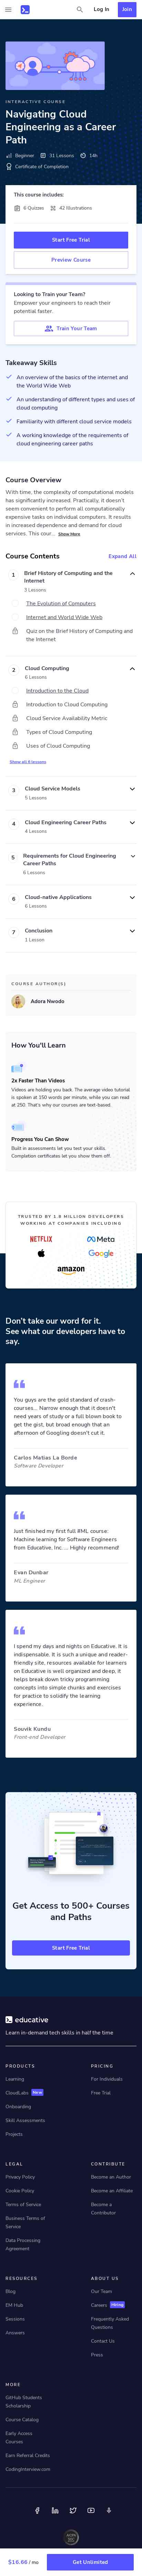 Log In
Join
INTERACTIVE COURSE
Navigating Cloud
Engineering as a Career
Path
Beginner
31 Lessons
14h
Certificate of Completion
This course includes:
6 Quizzes
42 Illustrations
Start Free Trial
Preview Course
Looking to Train your Team?
Empower your engineers to reach their
potential faster.
Train Your Team
Takeaway Skills
An overview of the basics of the internet and
the World Wide Web
An understanding of different types and uses of
cloud computing
Familiarity with different cloud service models
A working knowledge of the requirements of
cloud engineering career paths
Course Overview
With time, the complexity of computational models
is growing significantly. Practically, it doesn't
seem convenient to perform all computationally
expensive tasks on individual computers. It results
in increased outsourcing and demand for cloud
services. This cour...
Show More
Course Contents
Expand All
1
Brief History of Computing and the
Internet
3 Lessons
The Evolution of Computers
Internet and World Wide Web
Quiz on the Brief History of Computing and
the Internet
2
Cloud Computing
6 Lessons
Introduction to the Cloud
Introduction to Cloud Computing
Cloud Service Availability Metric
Types of Cloud Computing
Uses of Cloud Computing
Show all 6 lessons
3
Cloud Service Models
5 Lessons
4
Cloud Engineering Career Paths
4 Lessons
5
Requirements for Cloud Engineering
Career Paths
6 Lessons
6
Cloud-native Applications
6 Lessons
7
Conclusion
1 Lesson
COURSE AUTHOR(S)
Adora Nwodo
How You'll Learn
2x Faster Than Videos
Videos are holding you back. The average video tutorial
is spoken at 150 words per minute, while you can read
at 250. That's why our courses are text-based.
Progress You Can Show
Built in assessments let you test your skills.
Completion certificates let you show them off.
TRUSTED BY 1.8 MILLION DEVELOPERS
WORKING AT COMPANIES INCLUDING
NETFLIX
Meta
Google
amazon
Don't take our word for it.
See what our developers have to
say.
You guys are the gold standard of crash-
courses... Narrow enough that it doesn't
need years of study or a full blown book to
get the gist, but broad enough that an
afternoon of Googling doesn't cut it.
Carlos Matias La Borde
Software Developer
Just finished my first full #ML course:
Machine learning for Software Engineers
from Educative, Inc. ... Highly recommend!
Evan Dunbar
ML Engineer
I spend my days and nights on Educative. It is
indispensable. It is such a unique and reader-
friendly site. The courses are unmatched in
their breadth and quality. My learning journey
on Educative is well organized and a deep, it
helps retaining and revising concepts
forever, and the mini challenges and exercises
for practice to solidify the learning
experience.
Souvik Kundu
Front-end Developer
Get Access to 500+ Courses
and Paths
Start Free Trial
educative
Learn in-demand tech skills in half the time
PRODUCTS
Learning
CloudLabs
New
Onboarding
Skill Assessments
Projects
PRICING
For Individuals
Free Trial
LEGAL
Privacy Policy
Cookie Policy
Terms of Service
Business Terms of
Service
Data Processing
Agreement
CONTRIBUTE
Become an Author
Become an Affiliate
Become a
Contributor
RESOURCES
Blog
EM Hub
Sessions
Answers
ABOUT US
Our Team
Careers
Hiring
Frequently Asked
Questions
Contact Us
Press
MORE
GitHub Students
Scholarship
Course Catalog
Early Access
Courses
Earn Referral Credits
CodingInterview.com
$16.66 / mo
Get Unlimited